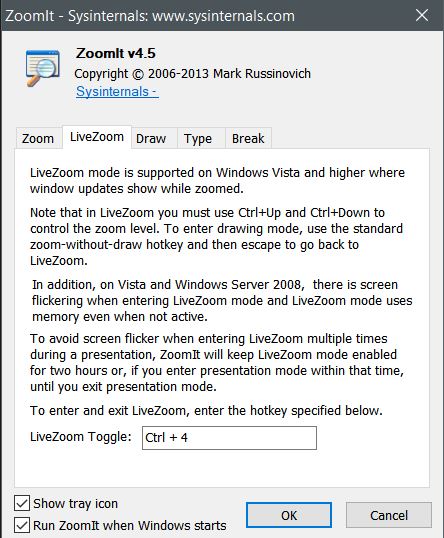 ZoomIt - Sysinternals: www.sysinternals.com
ZoomIt v4.5
Copyright © 2006-2013 Mark Russinovich
Sysinternals -
Zoom LiveZoom Draw Type Break
LiveZoom mode is supported on Windows Vista and higher where
window updates show while zoomed.
Note that in LiveZoom you must use Ctrl+Up and Ctrl+Down to
control the zoom level. To enter drawing mode, use the standard
zoom-without-draw hotkey and then escape to go back to
LiveZoom.
In addition, on Vista and Windows Server 2008, there is screen
flickering when entering LiveZoom mode and LiveZoom mode uses
memory even when not active.
To avoid screen flicker when entering LiveZoom multiple times
during a presentation, ZoomIt will keep LiveZoom mode enabled
for two hours or, if you enter presentation mode within that time,
until you exit presentation mode.
To enter and exit LiveZoom, enter the hotkey specified below.
LiveZoom Toggle: Ctrl + 4
Show tray icon
Run ZoomIt when Windows starts
OK Cancel